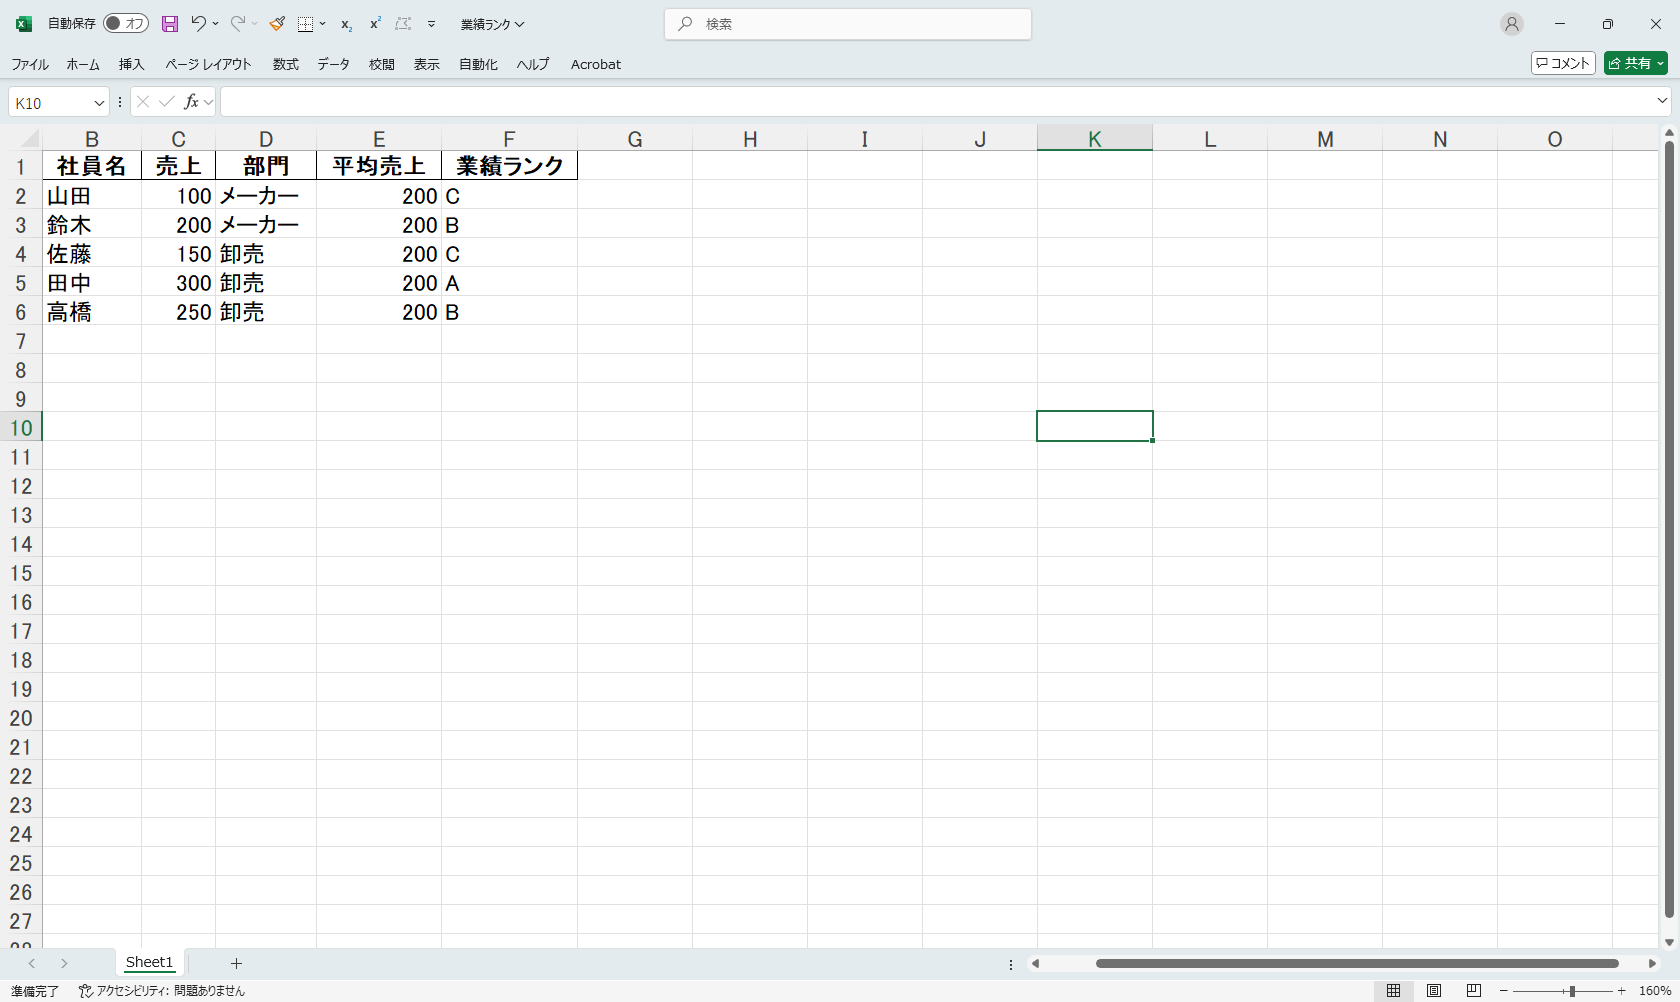 自動保存 オフ 業績ランク 検索
ファイル ホーム 挿入 ページ レイアウト 数式 データ 校閲 表示 自動化 ヘルプ Acrobat コメント 共有
K10 fx
B C D E F G H I J K L M N O
1 社員名 売上 部門 平均売上 業績ランク
2 山田 100 メーカー 200 C
3 鈴木 200 メーカー 200 B
4 佐藤 150 卸売 200 C
5 田中 300 卸売 200 A
6 高橋 250 卸売 200 B
7
8
9
10
11
12
13
14
15
16
17
18
19
20
21
22
23
24
25
26
27
28
Sheet1
準備完了 アクセシビリティ: 問題ありません 160%